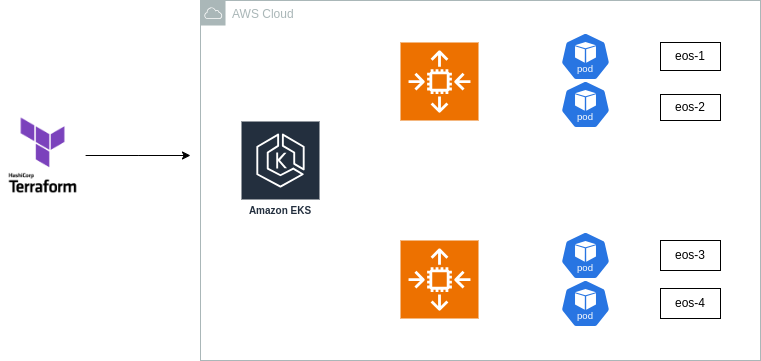 AWS Cloud
pod
eos-1
pod
eos-2
HashiCorp
Terraform
K
Amazon EKS
pod
eos-3
pod
eos-4